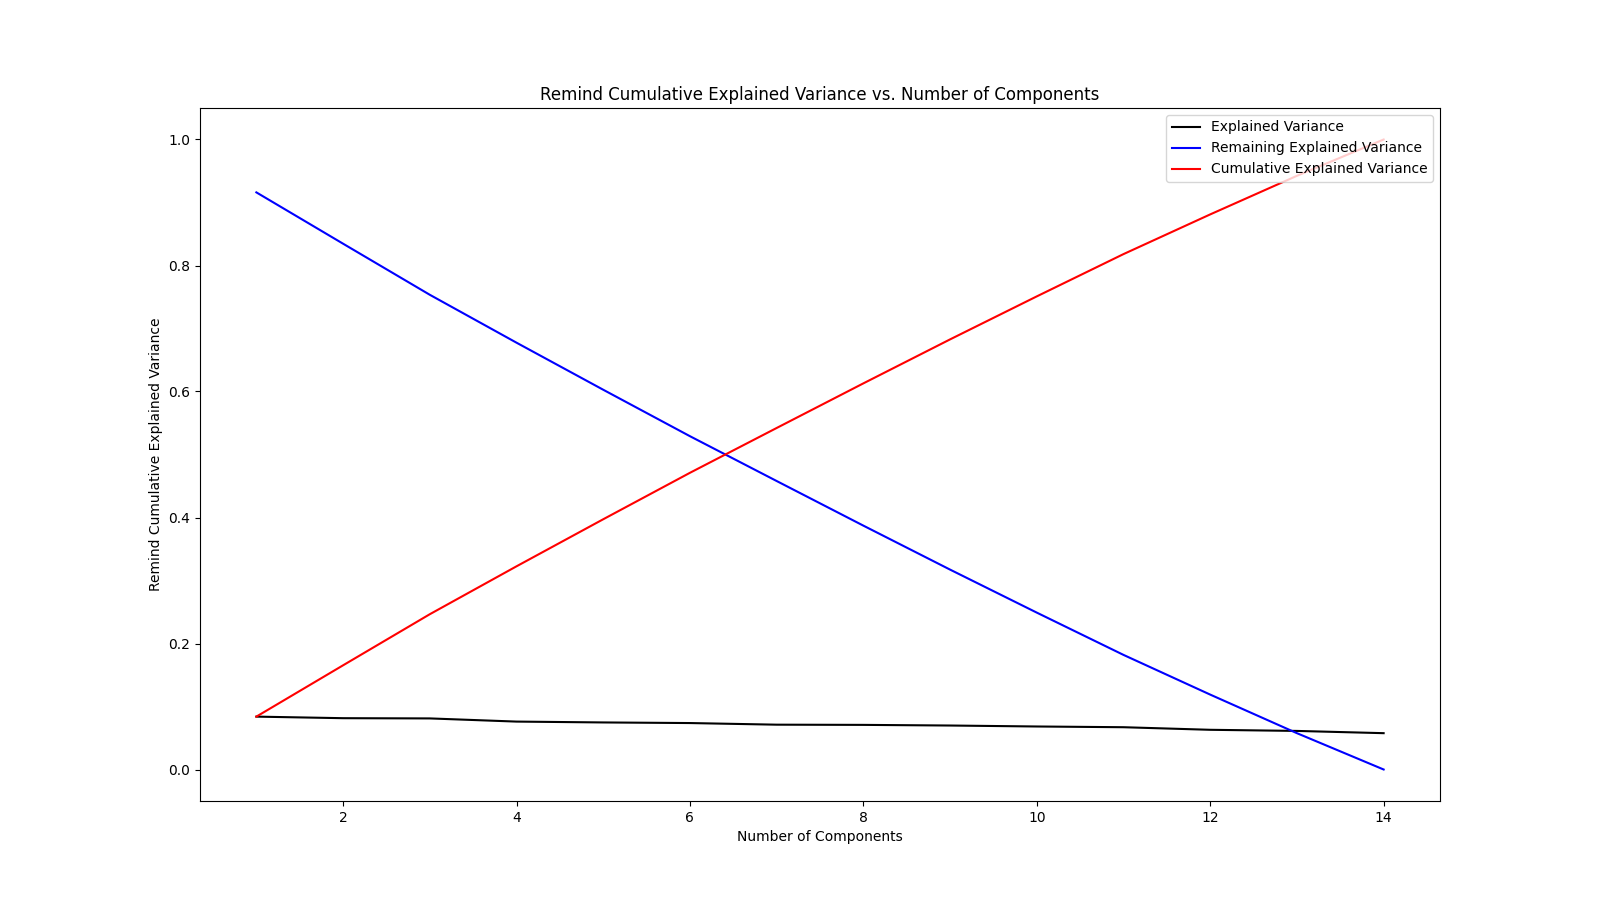 Remind Cumulative Explained Variance vs. Number of Components
Explained Variance
Remaining Explained Variance
Cumulative Explained Variance
Remind Cumulative Explained Variance
1.0
0.8
0.6
0.4
0.2
0.0
2 4 6 8 10 12 14
Number of Components